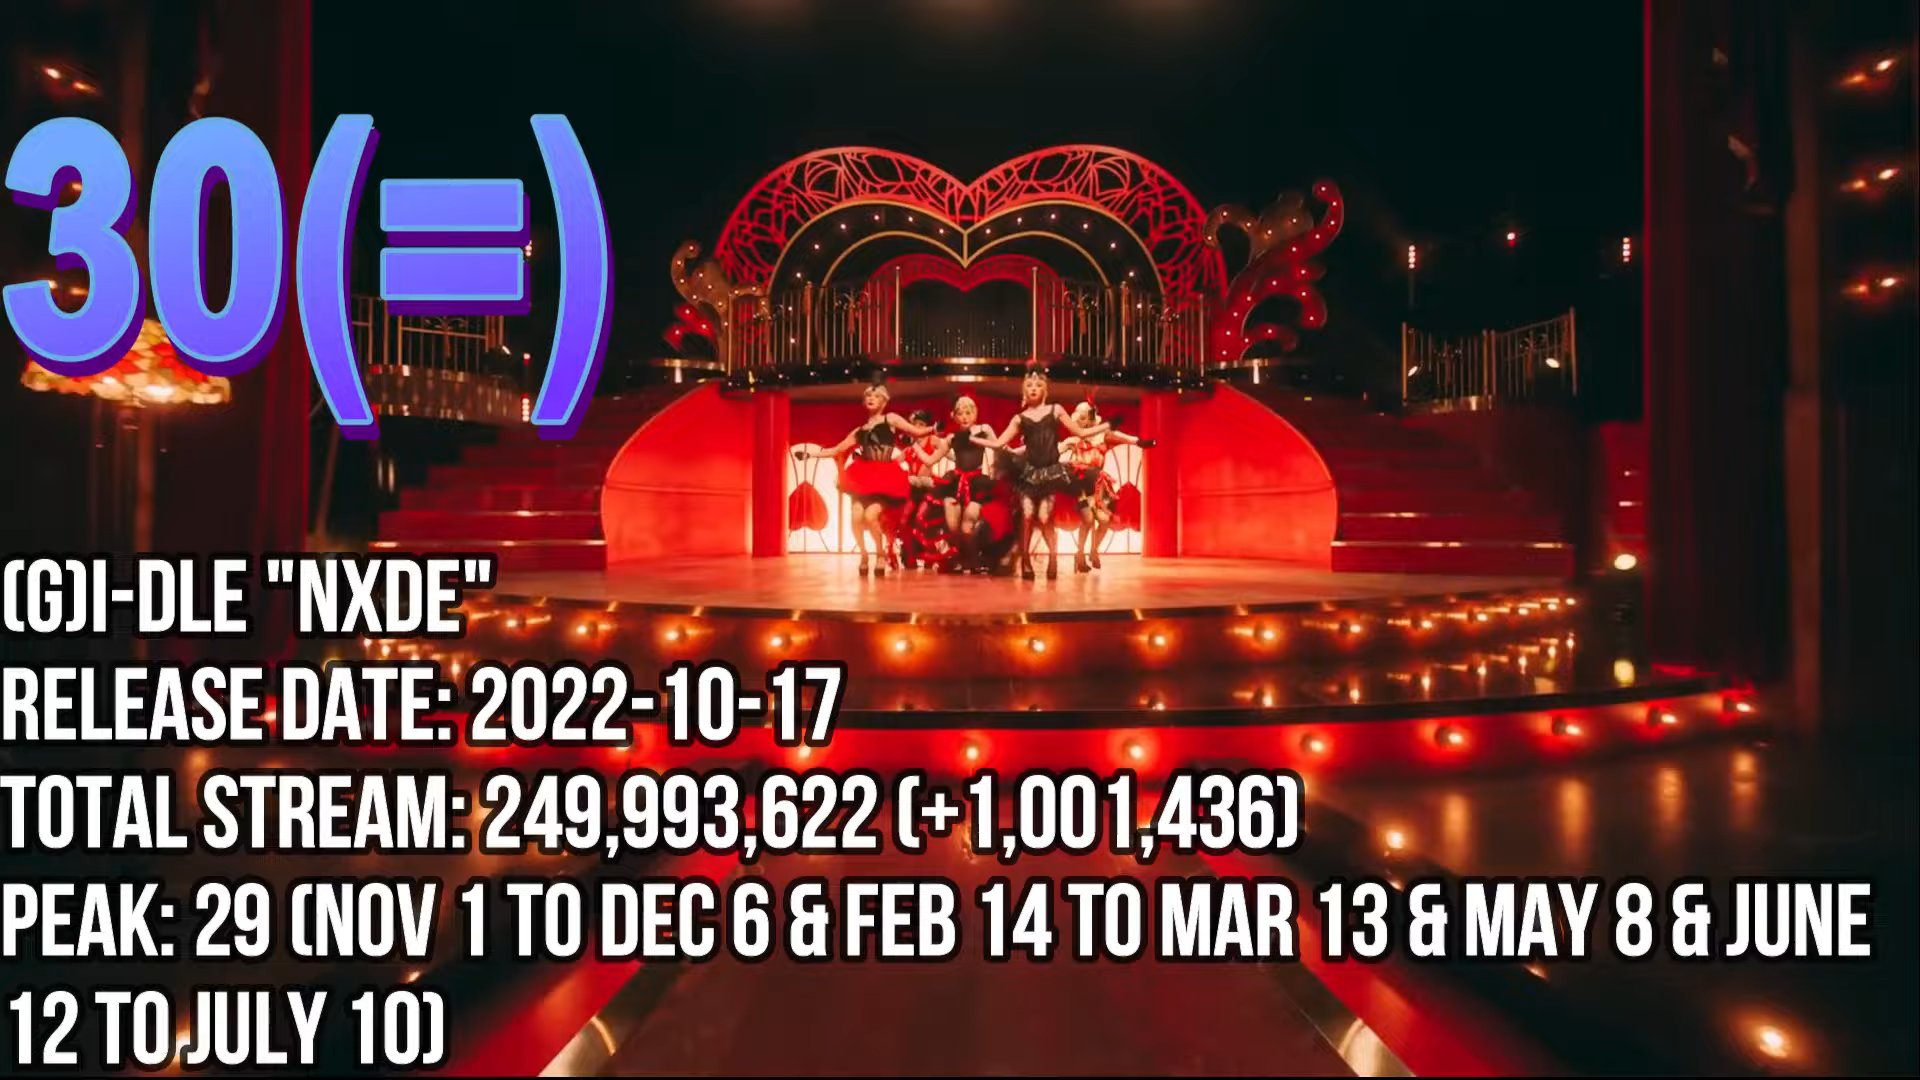 30(=)
(G)I-DLE "NXDE"
RELEASE DATE: 2022-10-17
TOTAL STREAM: 249,993,622 (+1,001,436)
PEAK: 29 (NOV 1 TO DEC 6 & FEB 14 TO MAR 13 & MAY 8 & JUNE
12 TO JULY 10)